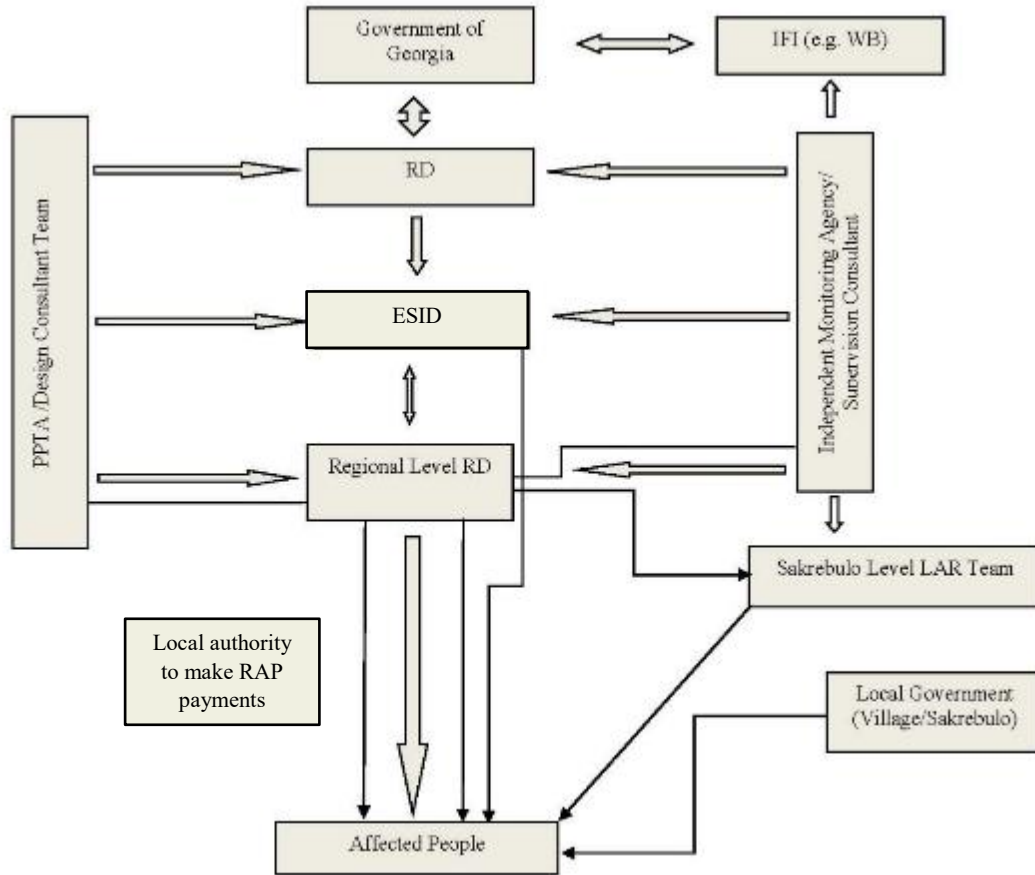 Government of
Georgia
IFI (e.g. WB)
PPTA /Design Consultant Team
RD
Independent Monitoring Agency/
Supervision Consultant
ESID
Regional Level RD
Sakrebulo Level LAR Team
Local authority
to make RAP
payments
Local Government
(Village/Sakrebulo)
Affected People